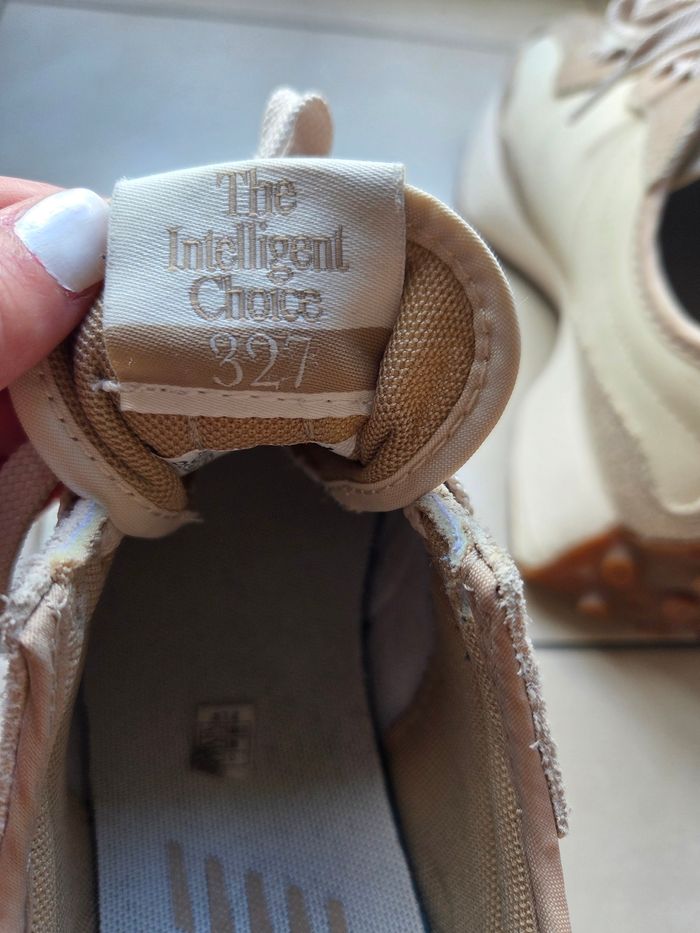 The
Intelligent
Choice
327